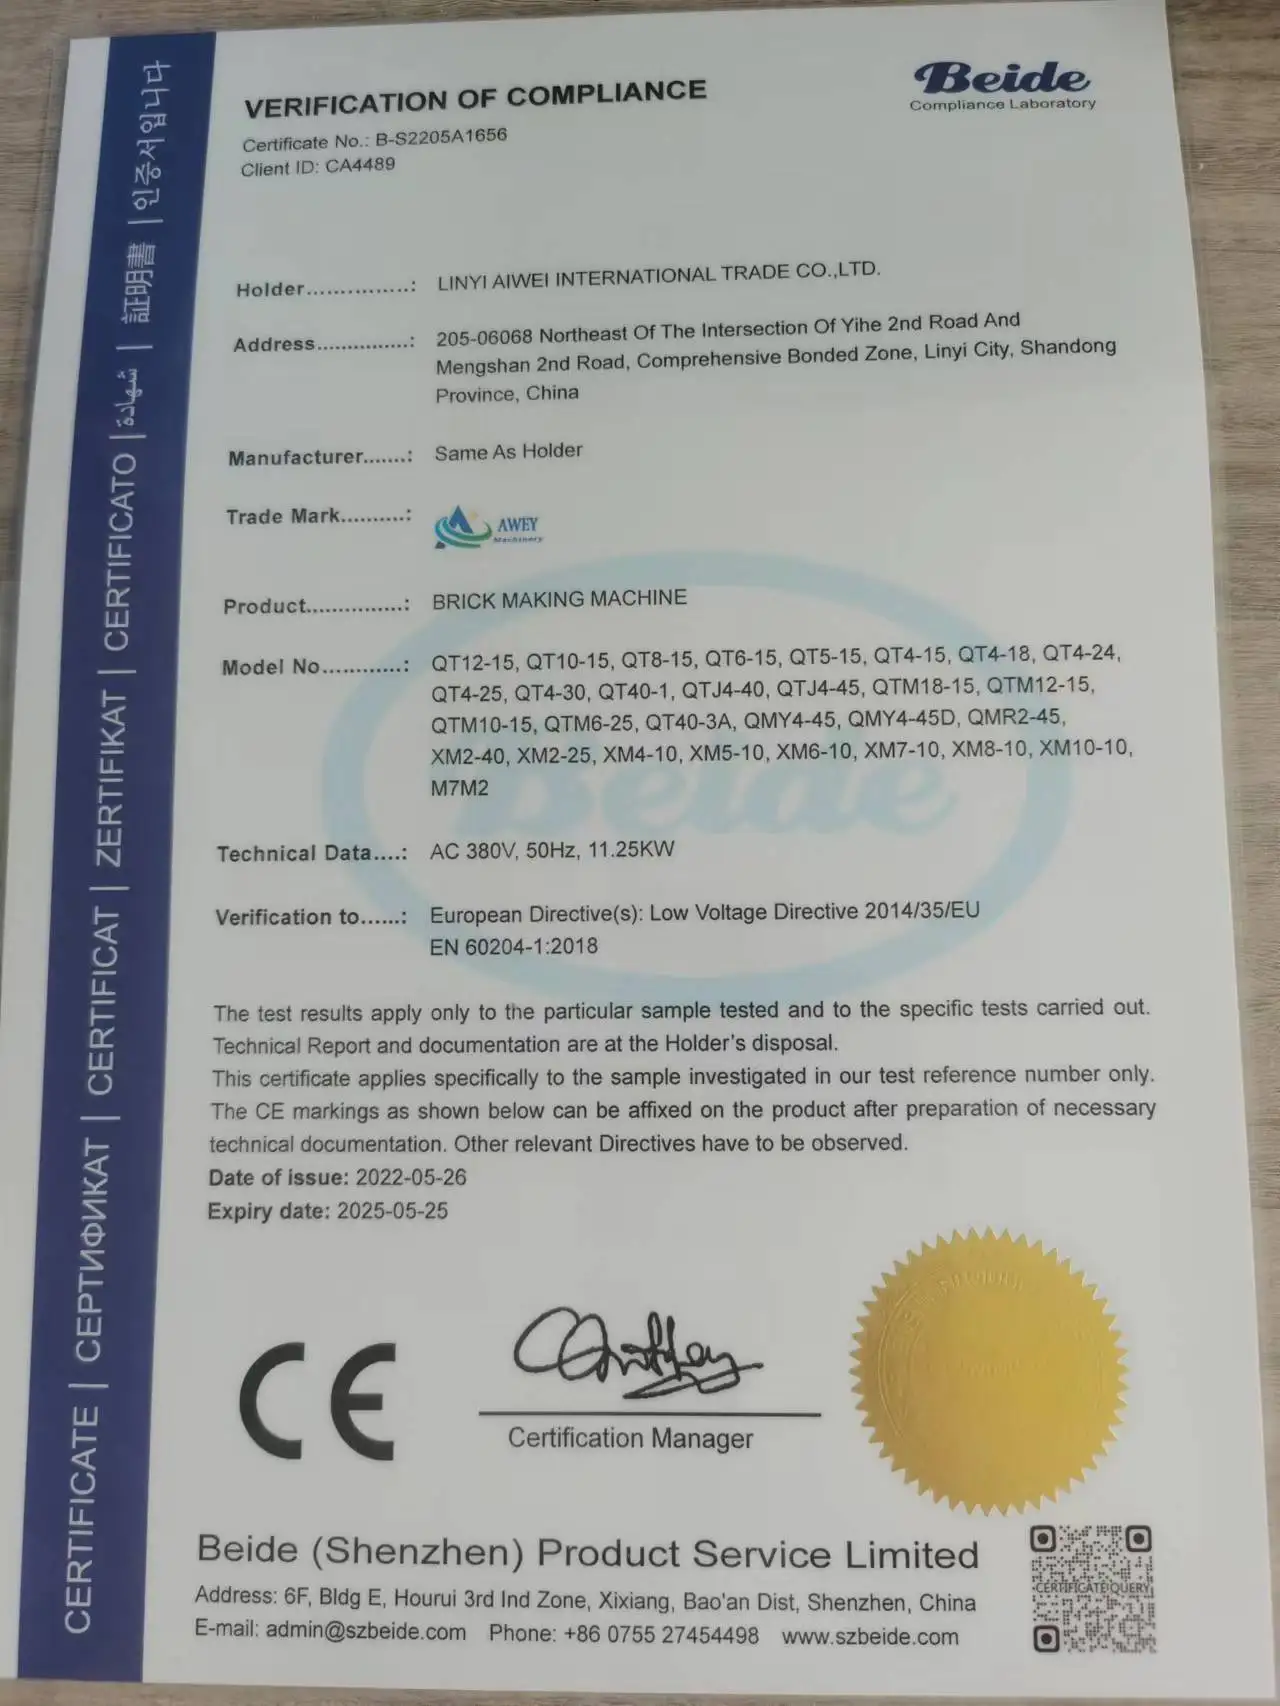 VERIFICATION OF COMPLIANCE
Certificate No.: B-S2205A1656
Client ID: CA4489
Beide
Compliance Laboratory
Holder...............: LINYI AIWEI INTERNATIONAL TRADE CO.,LTD.
Address..............: 205-06068 Northeast Of The Intersection Of Yihe 2nd Road And
Mengshan 2nd Road, Comprehensive Bonded Zone, Linyi City, Shandong
Province, China
Manufacturer.......: Same As Holder
Trade Mark..........: AWEY
Machinery
Product...............: BRICK MAKING MACHINE
Model No............: QT12-15, QT10-15, QT8-15, QT6-15, QT5-15, QT4-15, QT4-18, QT4-24,
QT4-25, QT4-30, QT40-1, QTJ4-40, QTJ4-45, QTM18-15, QTM12-15,
QTM10-15, QTM6-25, QT40-3A, QMY4-45, QMY4-45D, QMR2-45,
XM2-40, XM2-25, XM4-10, XM5-10, XM6-10, XM7-10, XM8-10, XM10-10,
M7M2
Beide
Technical Data....: AC 380V, 50Hz, 11.25KW
Verification to......: European Directive(s): Low Voltage Directive 2014/35/EU
EN 60204-1:2018
The test results apply only to the particular sample tested and to the specific tests carried out.
Technical Report and documentation are at the Holder's disposal.
This certificate applies specifically to the sample investigated in our test reference number only.
The CE markings as shown below can be affixed on the product after preparation of necessary
technical documentation. Other relevant Directives have to be observed.
Date of issue: 2022-05-26
Expiry date: 2025-05-25
CE
Certification Manager
Beide (Shenzhen) Product Service Limited
Address: 6F, Bldg E, Hourui 3rd Ind Zone, Xixiang, Bao'an Dist, Shenzhen, China
E-mail: admin@szbeide.com Phone: +86 0755 27454498 www.szbeide.com
CERTIFICATE QUERY
CERTIFICATE | СЕРТИФИКАТ | CERTIFICAT | ZERTIFIKAT | CERTIFICATO | شهادة | 証明書 | 인증서입니다